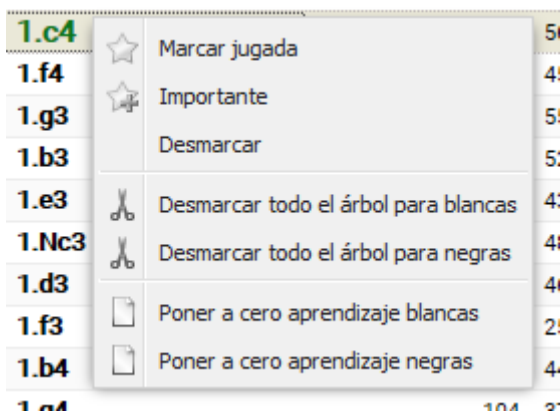 1.c4
1.f4
1.g3
1.b3
1.e3
1.Nc3
1.d3
1.f3
1.b4
Marcar jugada
Importante
Desmarcar
Desmarcar todo el árbol para blancas
Desmarcar todo el árbol para negras
Poner a cero aprendizaje blancas
Poner a cero aprendizaje negras